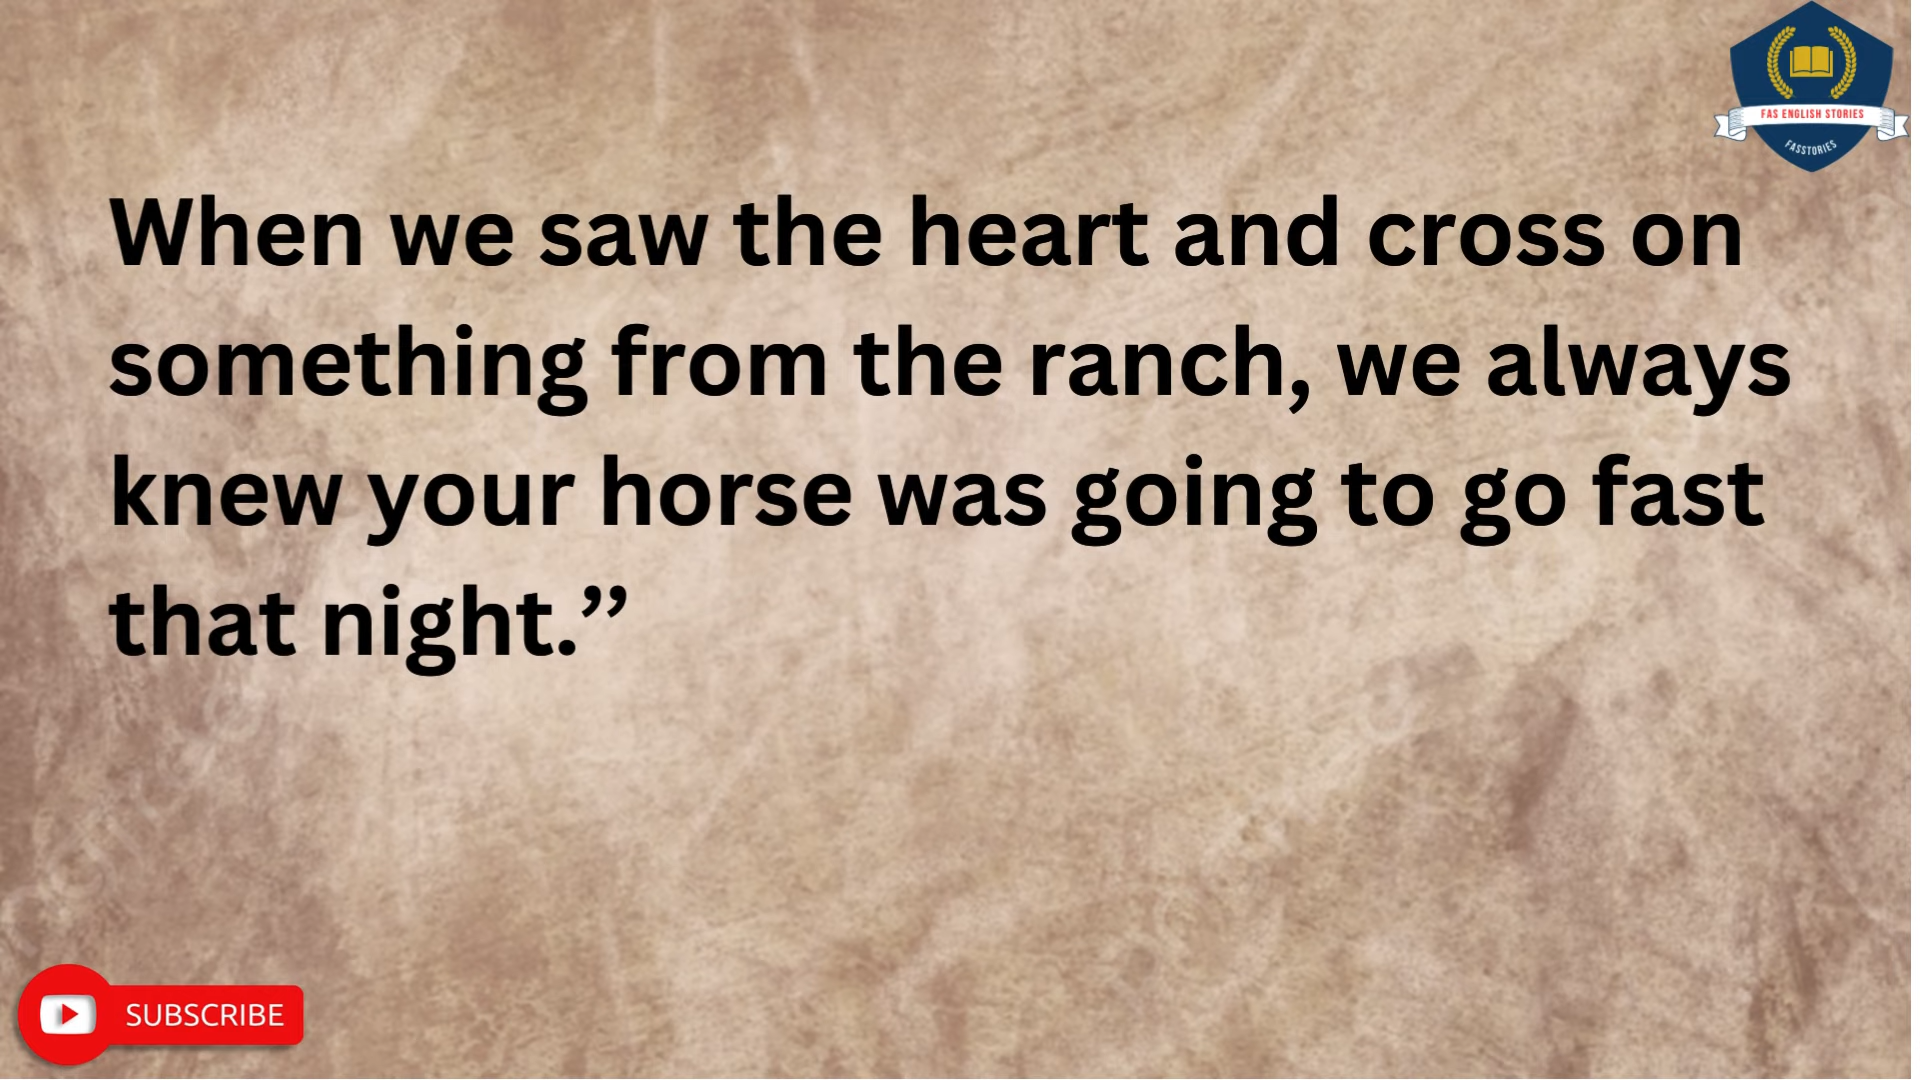 FAS ENGLISH STORIES
FASSTORIES
When we saw the heart and cross on
something from the ranch, we always
knew your horse was going to go fast
that night.”
SUBSCRIBE